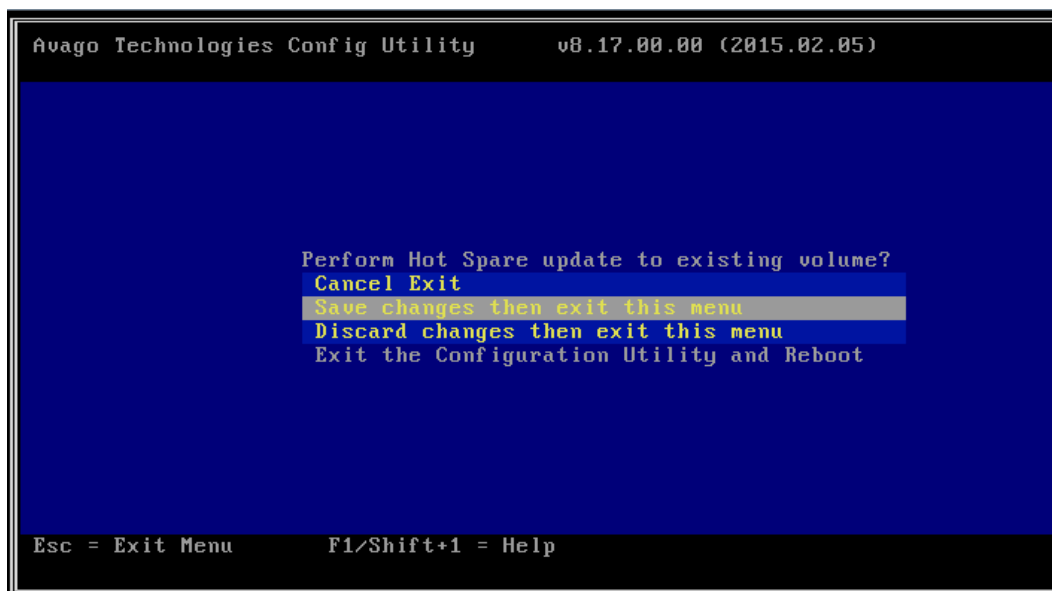 Avago Technologies Config Utility v8.17.00.00 (2015.02.05)
Perform Hot Spare update to existing volume?
Cancel Exit
Save changes then exit this menu
Discard changes then exit this menu
Exit the Configuration Utility and Reboot
Esc = Exit Menu F1/Shift+1 = Help